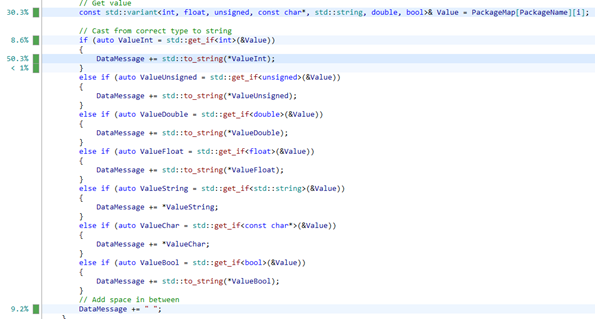 // Get value
30.3% const std::variant<int, float, unsigned, const char*, std::string, double, bool>& Value = PackageMap[PackageName][i];
// Cast from correct type to string
8.6% if (auto ValueInt = std::get_if<int>(&Value))
{
50.3% DataMessage += std::to_string(*ValueInt);
< 1% }
else if (auto ValueUnsigned = std::get_if<unsigned>(&Value))
{
DataMessage += std::to_string(*ValueUnsigned);
}
else if (auto ValueDouble = std::get_if<double>(&Value))
{
DataMessage += std::to_string(*ValueDouble);
}
else if (auto ValueFloat = std::get_if<float>(&Value))
{
DataMessage += std::to_string(*ValueFloat);
}
else if (auto ValueString = std::get_if<std::string>(&Value))
{
DataMessage += *ValueString;
}
else if (auto ValueChar = std::get_if<const char*>(&Value))
{
DataMessage += *ValueChar;
}
else if (auto ValueBool = std::get_if<bool>(&Value))
{
DataMessage += std::to_string(*ValueBool);
}
// Add space in between
9.2% DataMessage += " ";
}